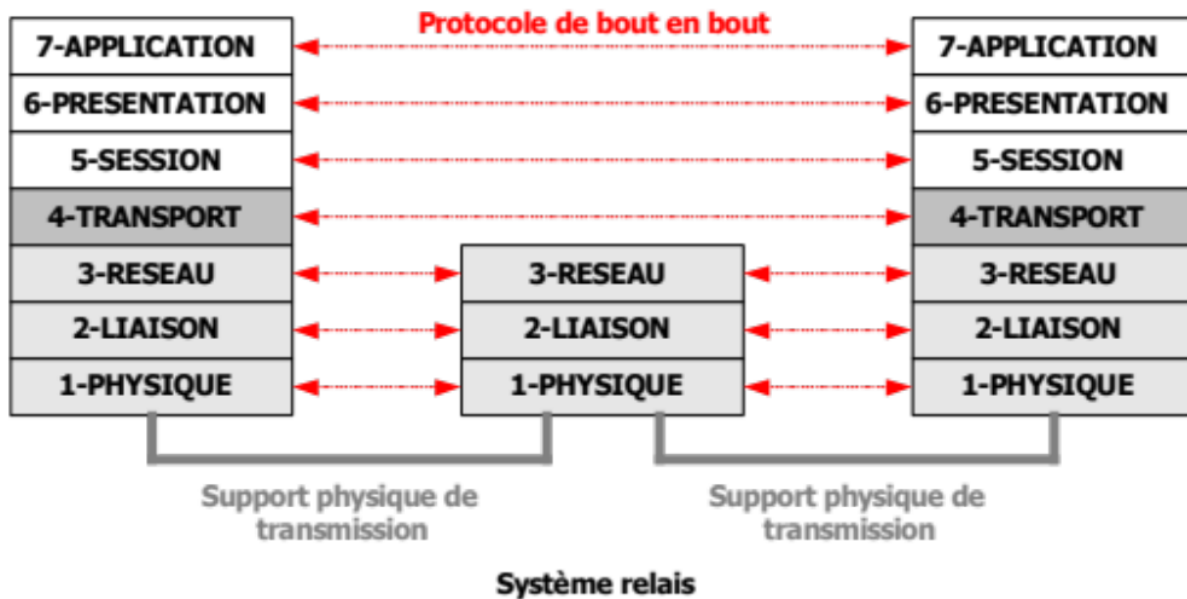 Protocole de bout en bout
7-APPLICATION 7-APPLICATION
6-PRESENTATION 6-PRESENTATION
5-SESSION 5-SESSION
4-TRANSPORT 4-TRANSPORT
3-RESEAU 3-RESEAU 3-RESEAU
2-LIAISON 2-LIAISON 2-LIAISON
1-PHYSIQUE 1-PHYSIQUE 1-PHYSIQUE
Support physique de Support physique de
transmission transmission
Système relais